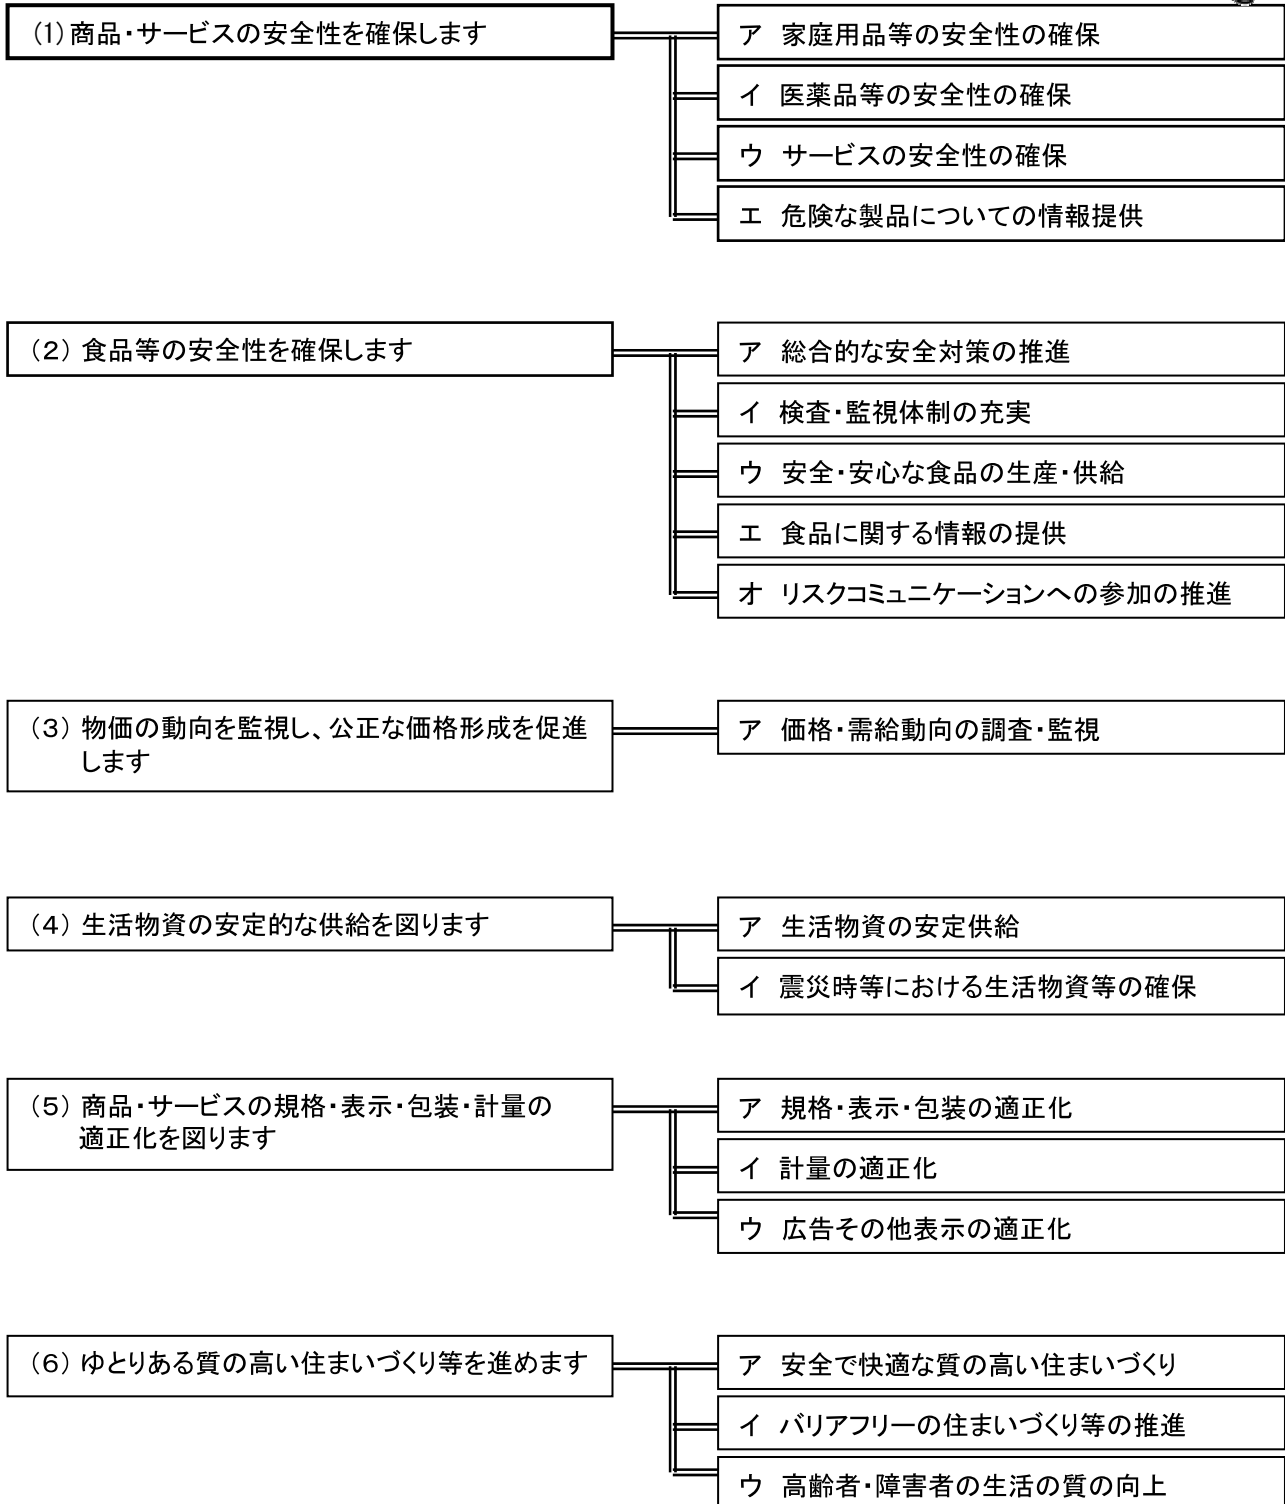 (1)商品・サービスの安全性を確保します
ア　家庭用品等の安全性の確保
イ　医薬品等の安全性の確保
ウ　サービスの安全性の確保
エ　危険な製品についての情報提供
(2) 食品等の安全性を確保します
ア　総合的な安全対策の推進
イ　検査・監視体制の充実
ウ　安全・安心な食品の生産・供給
エ　食品に関する情報の提供
オ　リスクコミュニケーションへの参加の推進
(3) 物価の動向を監視し、公正な価格形成を促進
します
ア　価格・需給動向の調査・監視
(4) 生活物資の安定的な供給を図ります
ア　生活物資の安定供給
イ　震災時等における生活物資等の確保
(5) 商品・サービスの規格・表示・包装・計量の
適正化を図ります
ア　規格・表示・包装の適正化
イ　計量の適正化
ウ　広告その他表示の適正化
(6) ゆとりある質の高い住まいづくり等を進めます
ア　安全で快適な質の高い住まいづくり
イ　バリアフリーの住まいづくり等の推進
ウ　高齢者・障害者の生活の質の向上